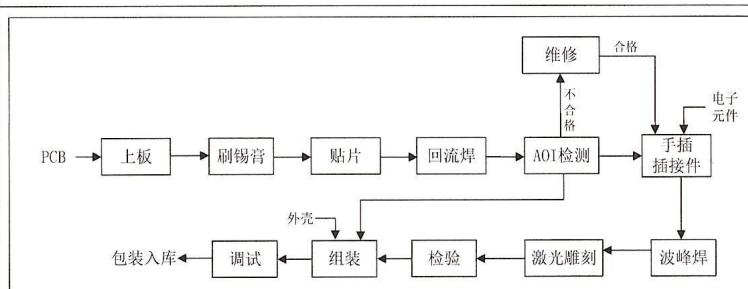 维修
合格
不合格
电子
元件
PCB
上板
刷锡膏
贴片
回流焊
AOI检测
手插
插接件
外壳
包装入库
调试
组装
检验
激光雕刻
波峰焊